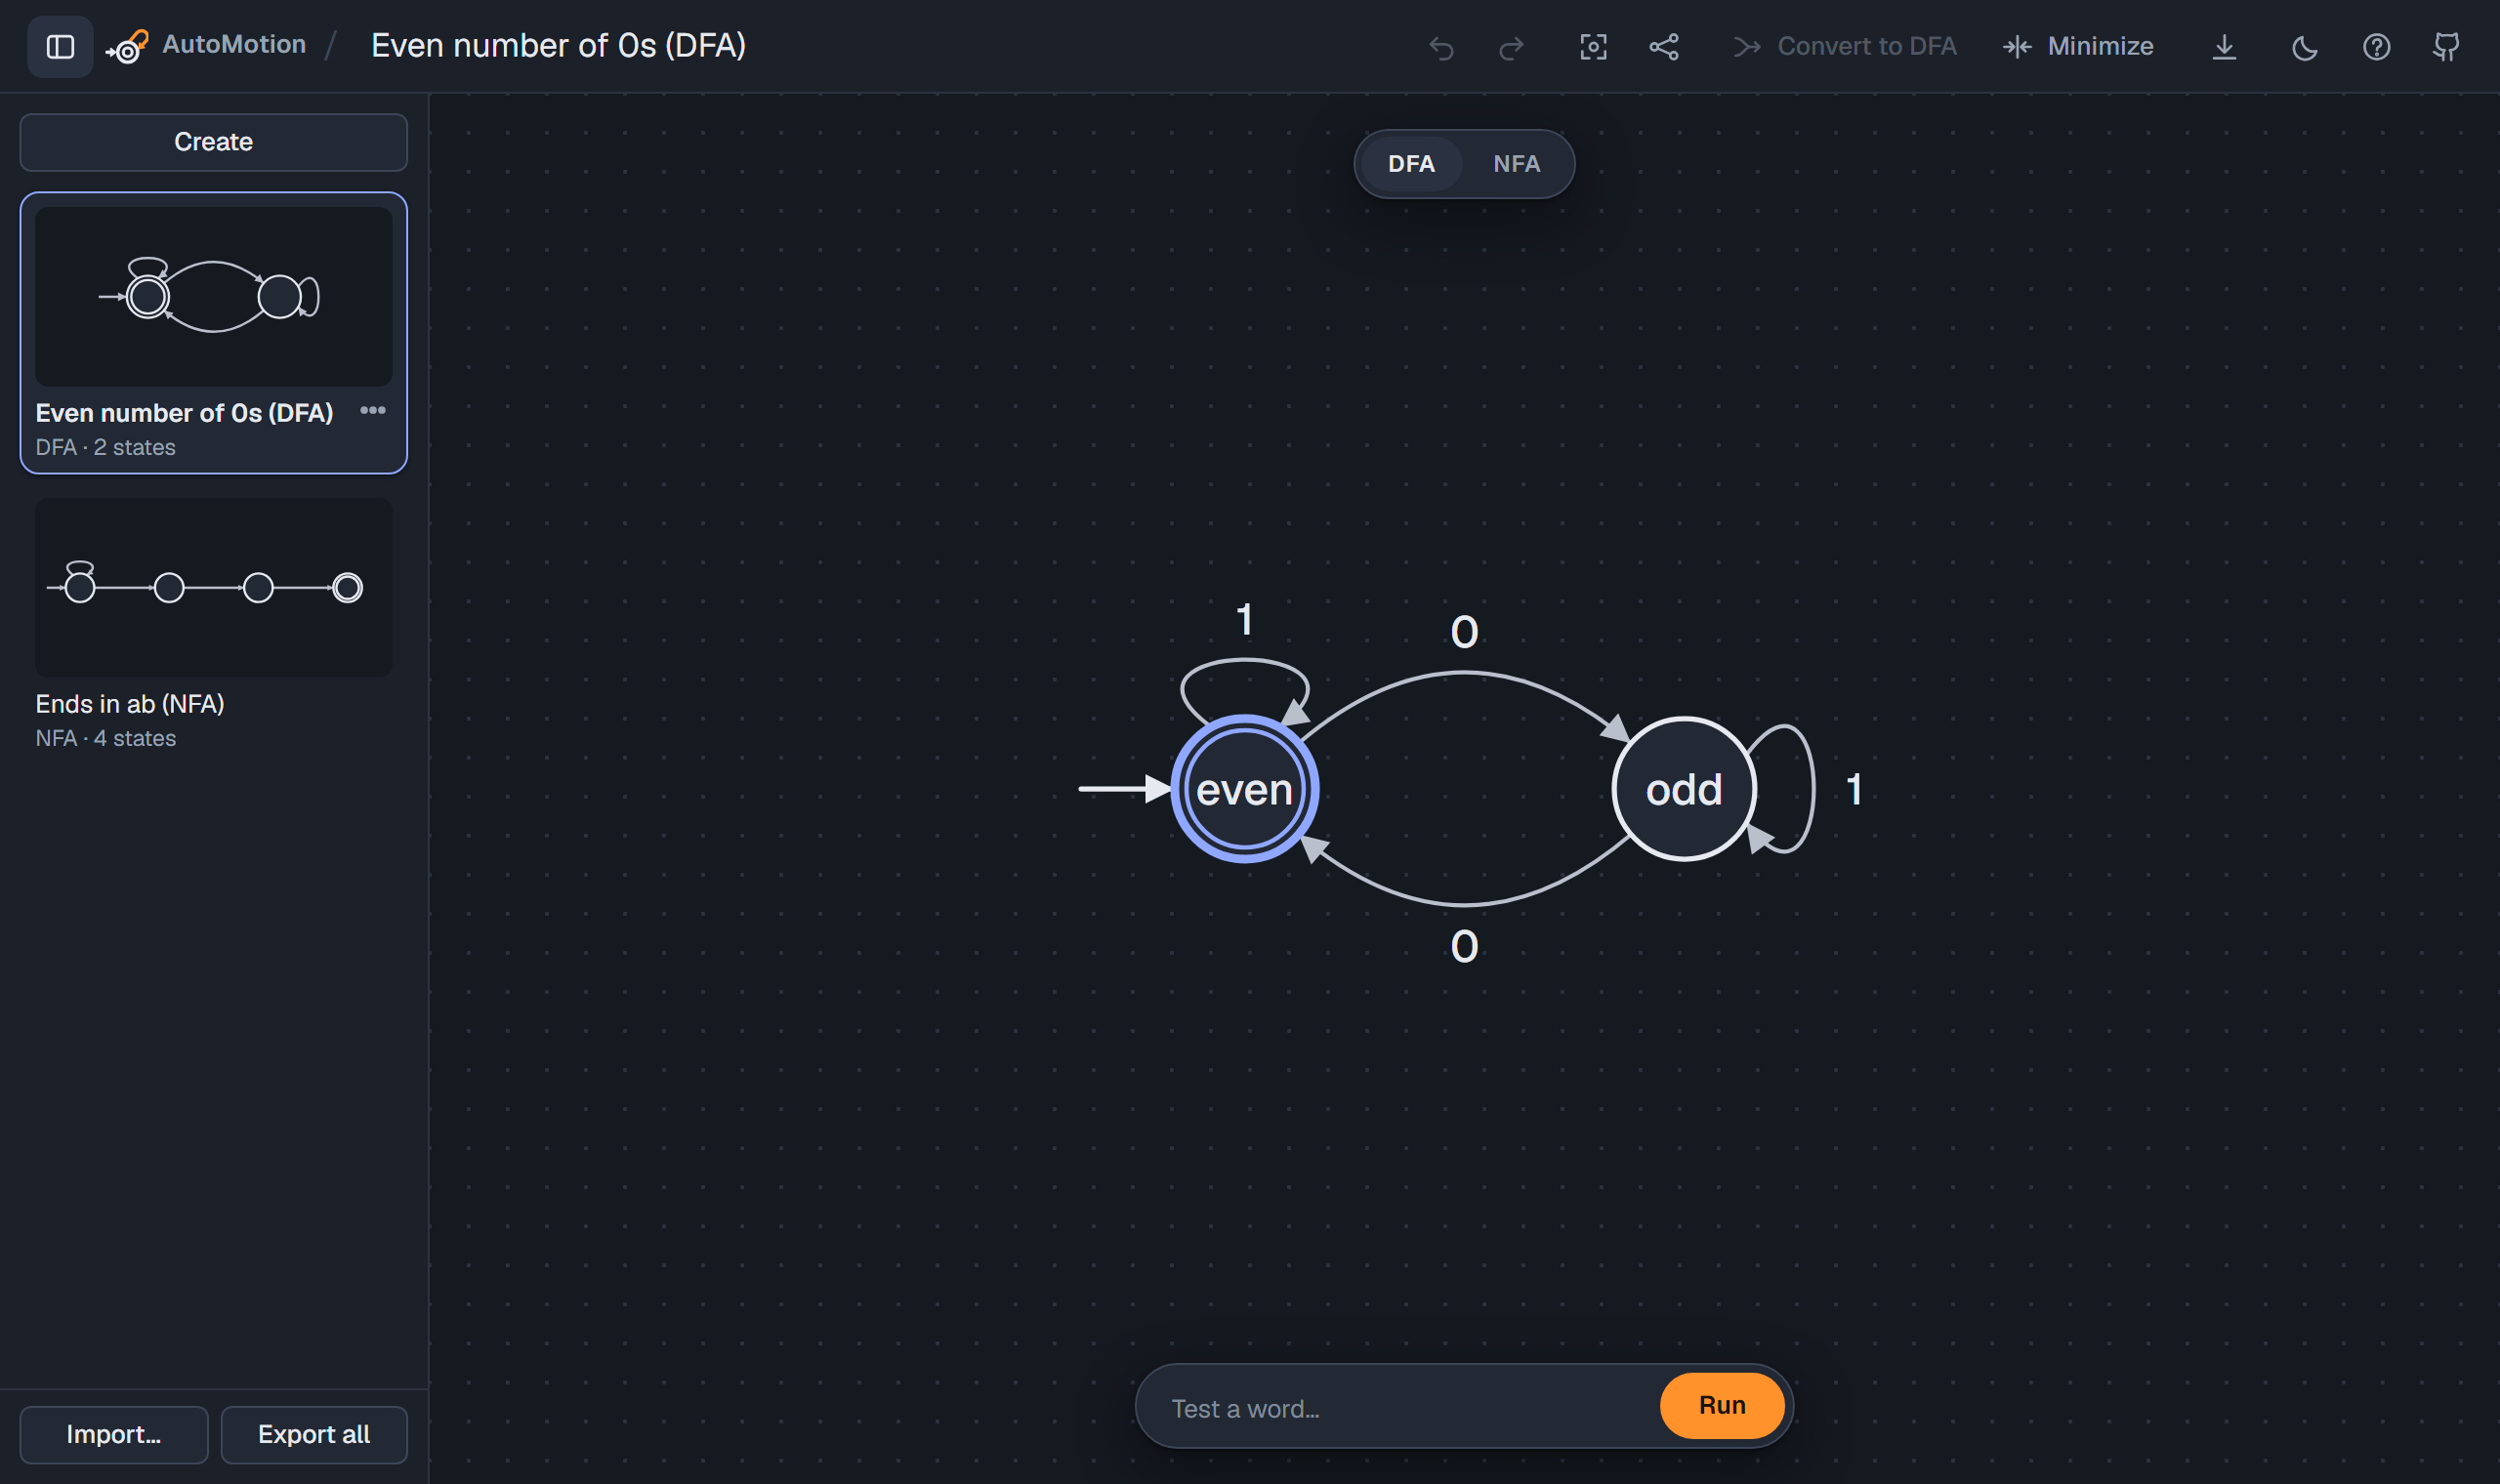 AutoMotion / Even number of 0s (DFA)
Convert to DFA
Minimize
Create
Even number of 0s (DFA)
DFA · 2 states
Ends in ab (NFA)
NFA · 4 states
Import...
Export all
DFA
NFA
1
0
even
odd
1
0
Test a word...
Run